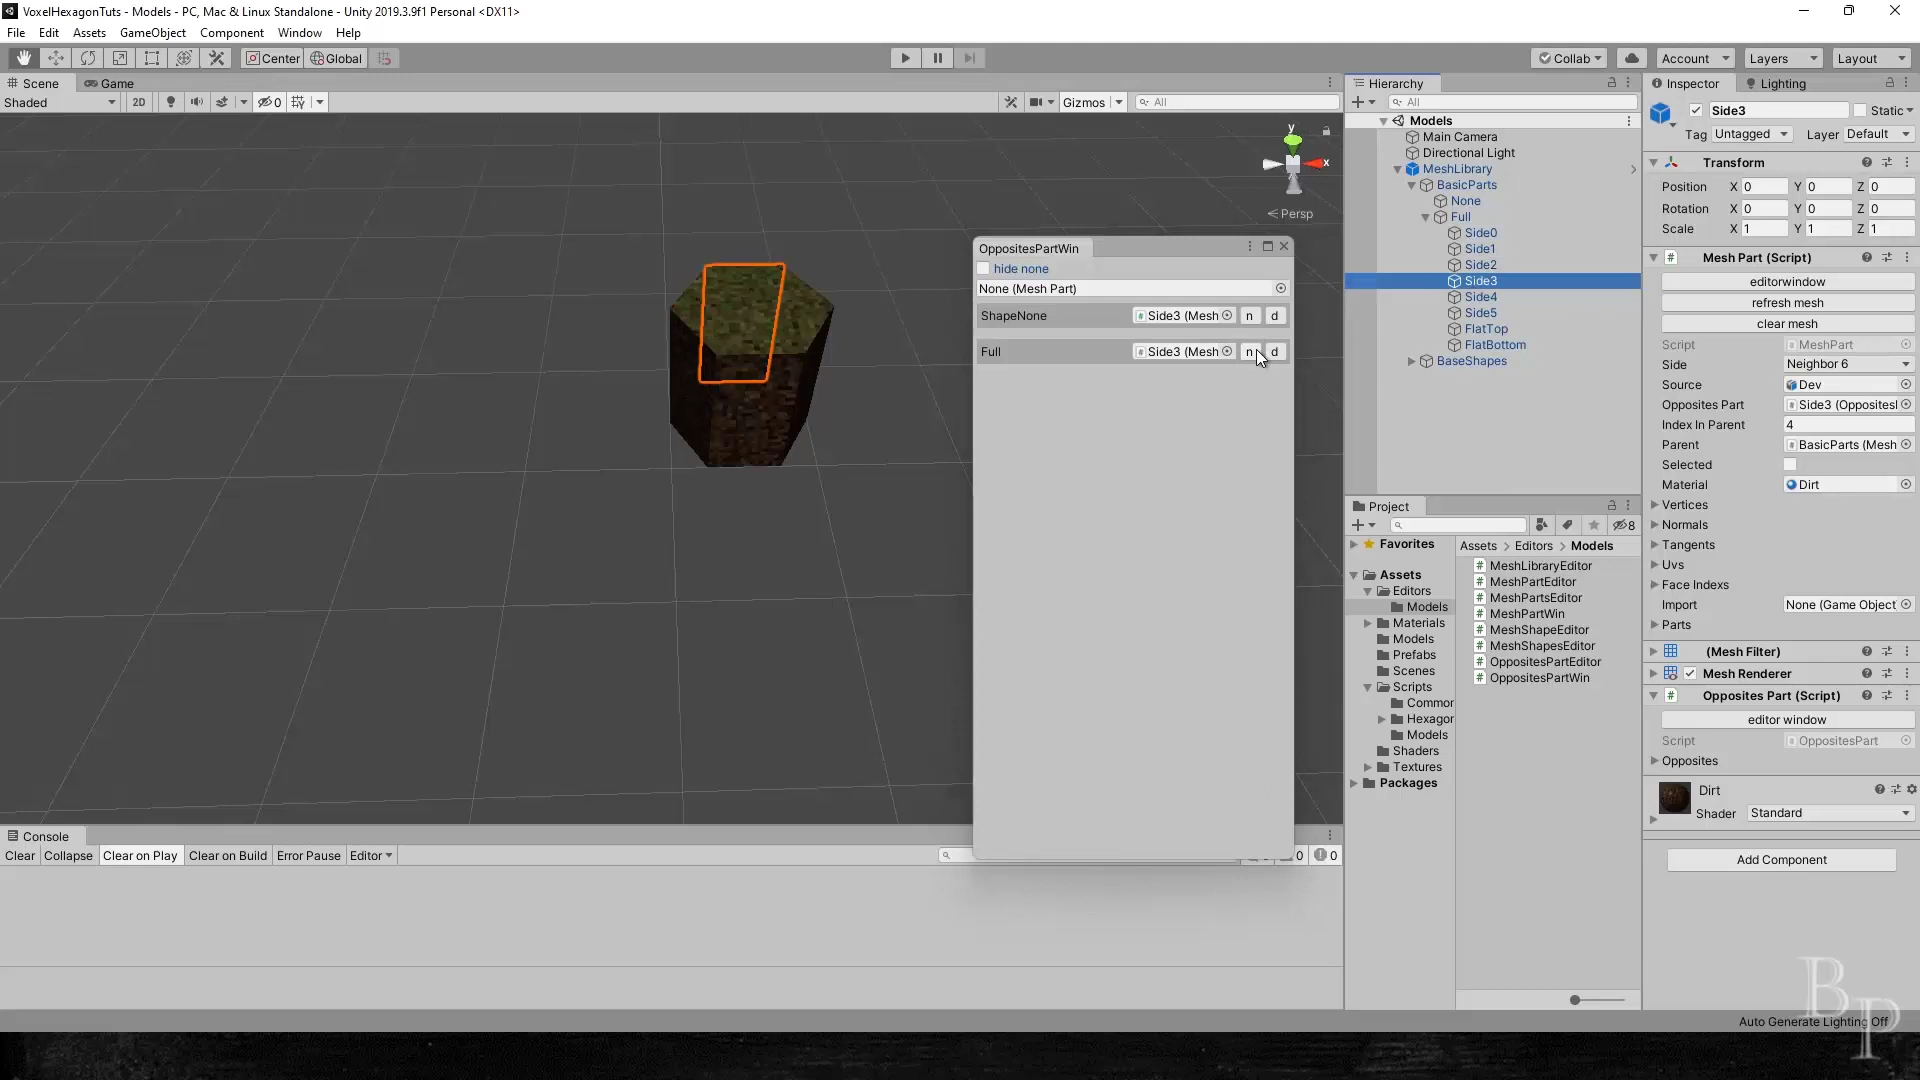 VoxelHexagonTuts - Models - PC, Mac & Linux Standalone - Unity 2019.3.9f1 Personal <DX11>
File Edit Assets GameObject Component Window Help
Center Global Collab Account Layers Layout
Scene Game
Shaded 2D 0 Gizmos All
y
x
Persp
OppositesPartWin
hide none
None (Mesh Part)
ShapeNone Side3 (Mesh n d
Full Side3 (Mesh n d
Console
Clear Collapse Clear on Play Clear on Build Error Pause Editor 0 0
Hierarchy
All
Models
Main Camera
Directional Light
MeshLibrary
BasicParts
None
Full
Side0
Side1
Side2
Side3
Side4
Side5
FlatTop
FlatBottom
BaseShapes
Project
8
Favorites
Assets
Editors
Models
Materials
Models
Prefabs
Scenes
Scripts
Common
Hexagor
Models
Shaders
Textures
Packages
Assets > Editors > Models
MeshLibraryEditor
MeshPartEditor
MeshPartsEditor
MeshPartWin
MeshShapeEditor
MeshShapesEditor
OppositesPartEditor
OppositesPartWin
Inspector Lighting
Side3 Static
Tag Untagged Layer Default
Transform
Position X 0 Y 0 Z 0
Rotation X 0 Y 0 Z 0
Scale X 1 Y 1 Z 1
Mesh Part (Script)
editorwindow
refresh mesh
clear mesh
Script MeshPart
Side Neighbor 6
Source Dev
Opposites Part Side3 (Opposites
Index In Parent 4
Parent BasicParts (Mesh
Selected
Material Dirt
Vertices
Normals
Tangents
Uvs
Face Indexs
Import None (Game Object
Parts
(Mesh Filter)
Mesh Renderer
Opposites Part (Script)
editor window
Script OppositesPart
Opposites
Dirt
Shader Standard
Add Component
Auto Generate Lighting Off
BP